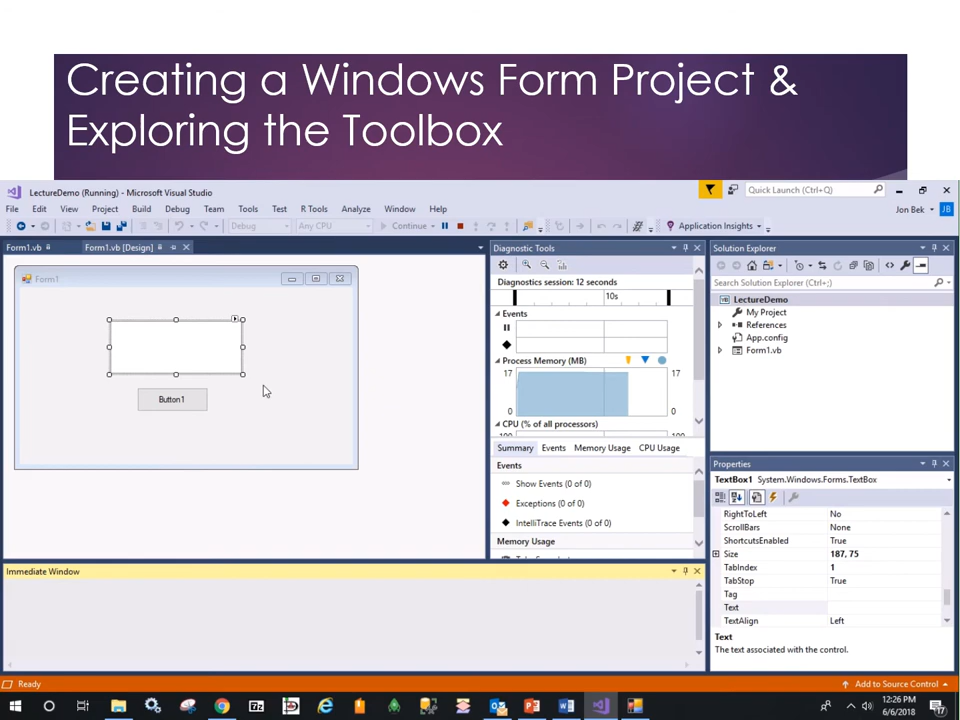 Creating a Windows Form Project &
Exploring the Toolbox
LectureDemo (Running) - Microsoft Visual Studio
Quick Launch (Ctrl+Q)
File Edit View Project Build Debug Team Tools Test R Tools Analyze Window Help
Jon Bek JB
Debug Any CPU Continue Application Insights
Form1.vb Form1.vb [Design]
Form1
Button1
Diagnostic Tools
Diagnostics session: 12 seconds
10s
Events
Process Memory (MB)
17 17
0 0
CPU (% of all processors)
100 100
Summary Events Memory Usage CPU Usage
Events
Show Events (0 of 0)
Exceptions (0 of 0)
IntelliTrace Events (0 of 0)
Memory Usage
Solution Explorer
Search Solution Explorer (Ctrl+;)
LectureDemo
My Project
References
App.config
Form1.vb
Properties
TextBox1 System.Windows.Forms.TextBox
RightToLeft No
ScrollBars None
ShortcutsEnabled True
Size 187, 75
TabIndex 1
TabStop True
Tag
Text
TextAlign Left
Text
The text associated with the control.
Immediate Window
Ready
Add to Source Control
12:26 PM
6/6/2018
17